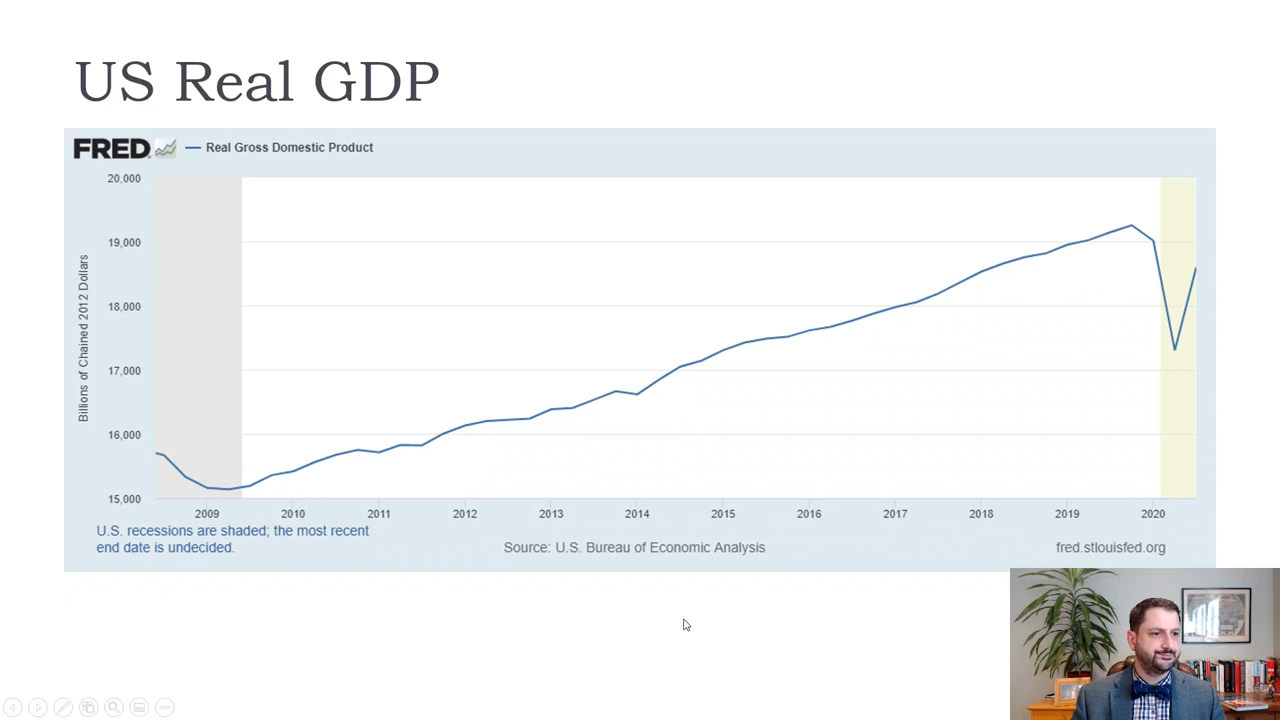 US Real GDP
FRED — Real Gross Domestic Product
20,000
19,000
18,000
17,000
16,000
15,000
Billions of Chained 2012 Dollars
2009 2010 2011 2012 2013 2014 2015 2016 2017 2018 2019 2020
U.S. recessions are shaded; the most recent
end date is undecided.
Source: U.S. Bureau of Economic Analysis
fred.stlouisfed.org